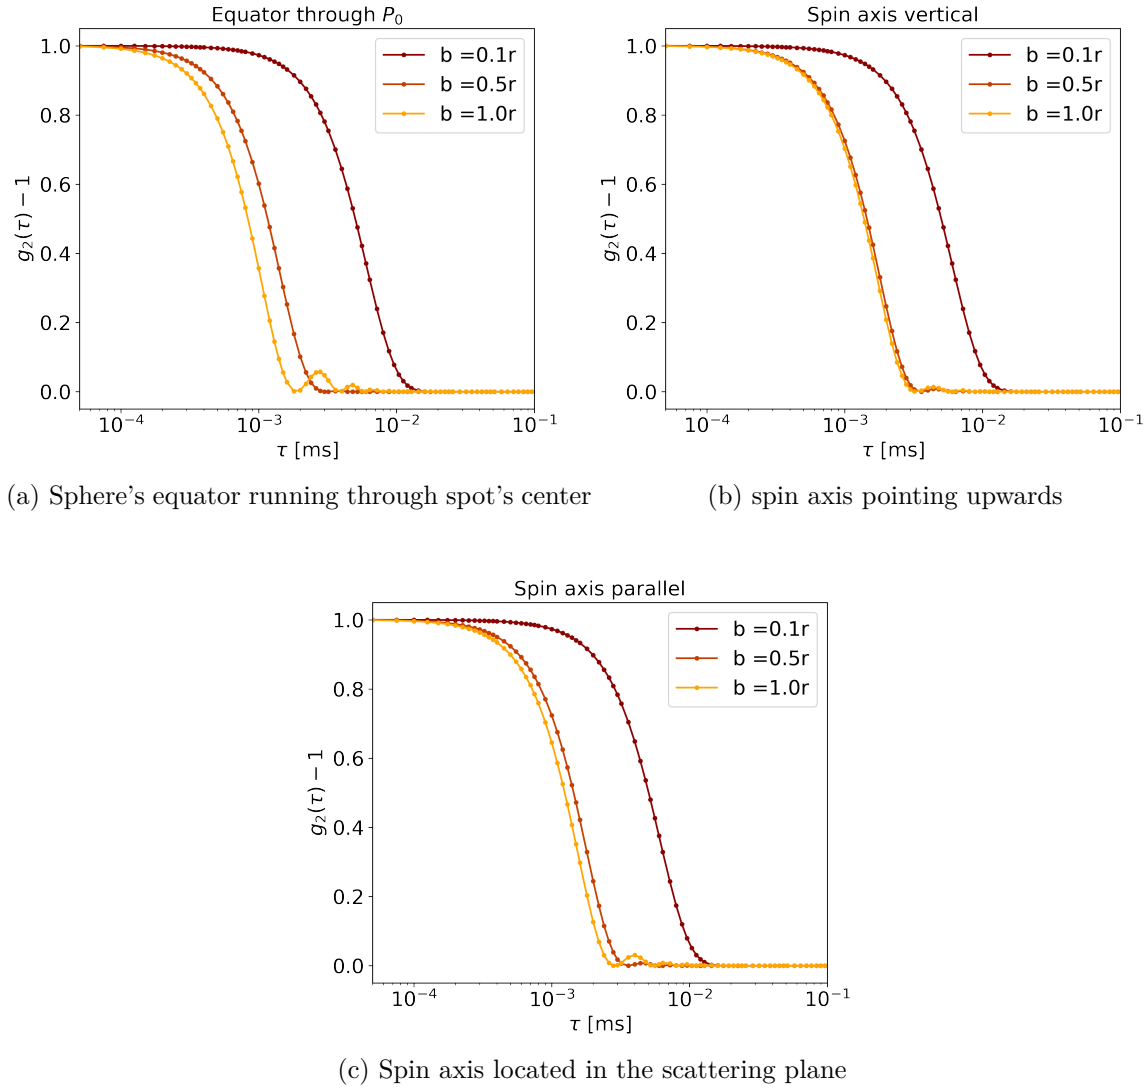 Equator through P₀
1.0
0.8
0.6
0.4
0.2
0.0
g₂(τ) − 1
b =0.1r
b =0.5r
b =1.0r
10⁻⁴ 10⁻³ 10⁻² 10⁻¹
τ [ms]
(a) Sphere's equator running through spot's center
Spin axis vertical
1.0
0.8
0.6
0.4
0.2
0.0
g₂(τ) − 1
b =0.1r
b =0.5r
b =1.0r
10⁻⁴ 10⁻³ 10⁻² 10⁻¹
τ [ms]
(b) spin axis pointing upwards
Spin axis parallel
1.0
0.8
0.6
0.4
0.2
0.0
g₂(τ) − 1
b =0.1r
b =0.5r
b =1.0r
10⁻⁴ 10⁻³ 10⁻² 10⁻¹
τ [ms]
(c) Spin axis located in the scattering plane